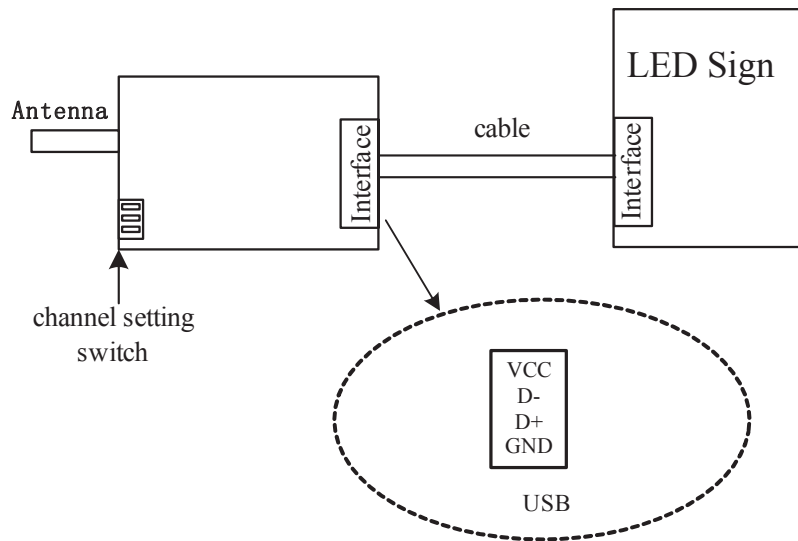 LED Sign
Antenna
Interface
cable
Interface
channel setting
switch
VCC
D-
D+
GND
USB